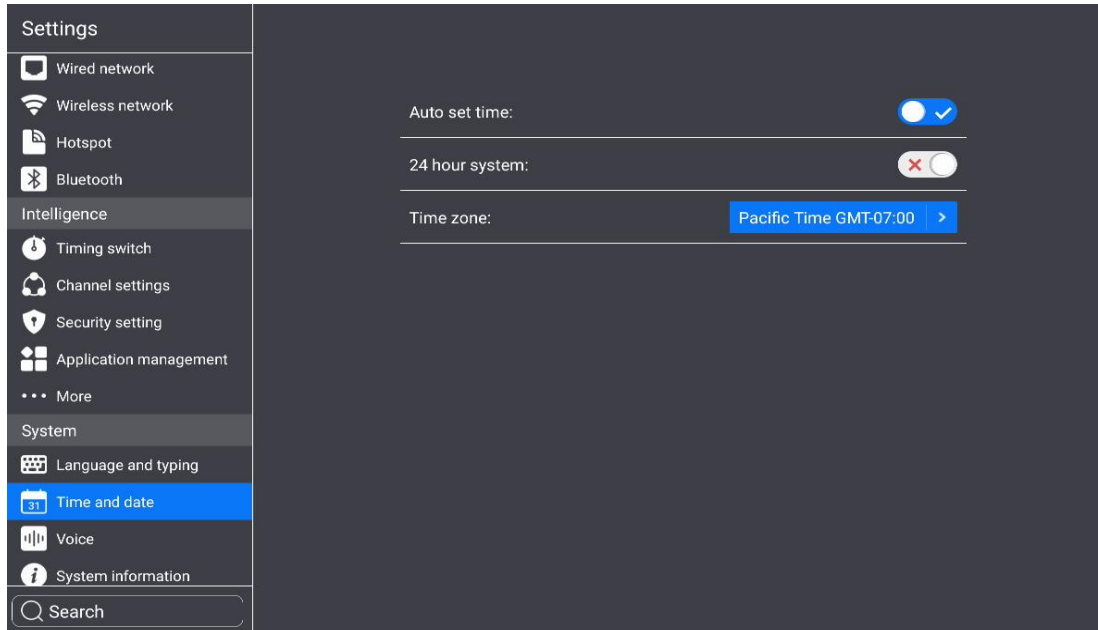 Settings
Wired network
Wireless network
Hotspot
Bluetooth
Intelligence
Timing switch
Channel settings
Security setting
Application management
More
System
Language and typing
31
Time and date
Voice
System information
Search
Auto set time:
24 hour system:
Time zone:
Pacific Time GMT-07:00